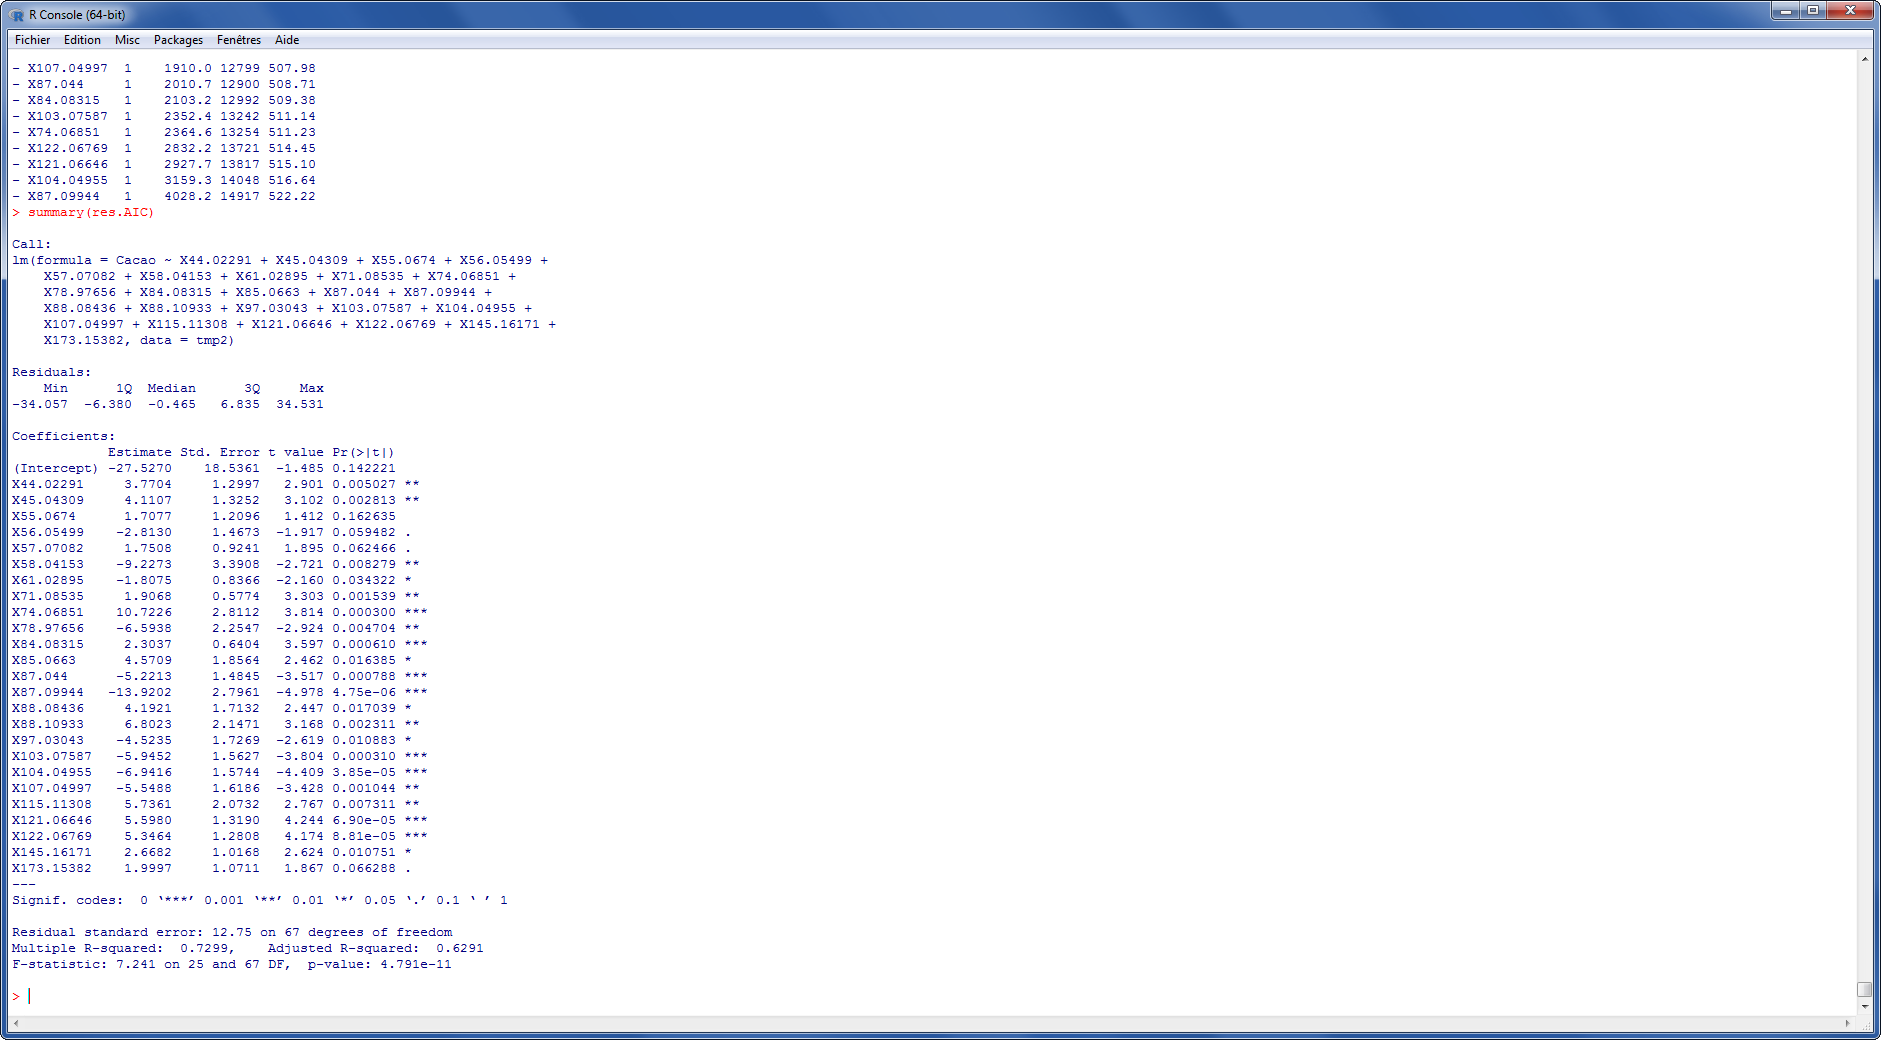 R Console (64-bit)
Fichier Edition Misc Packages Fenêtres Aide
- X107.04997  1    1910.0 12799 507.98
- X87.044     1    2010.7 12900 508.71
- X84.08315   1    2103.2 12992 509.38
- X103.07587  1    2352.4 13242 511.14
- X74.06851   1    2364.6 13254 511.23
- X122.06769  1    2832.2 13721 514.45
- X121.06646  1    2927.7 13817 515.10
- X104.04955  1    3159.3 14048 516.64
- X87.09944   1    4028.2 14917 522.22
> summary(res.AIC)
Call:
lm(formula = Cacao ~ X44.02291 + X45.04309 + X55.0674 + X56.05499 +
    X57.07082 + X58.04153 + X61.02895 + X71.08535 + X74.06851 +
    X78.97656 + X84.08315 + X85.0663 + X87.044 + X87.09944 +
    X88.08436 + X88.10933 + X97.03043 + X103.07587 + X104.04955 +
    X107.04997 + X115.11308 + X121.06646 + X122.06769 + X145.16171 +
    X173.15382, data = tmp2)
Residuals:
    Min      1Q  Median      3Q     Max
-34.057  -6.380  -0.465   6.835  34.531
Coefficients:
            Estimate Std. Error t value Pr(>|t|)
(Intercept) -27.5270    18.5361  -1.485 0.142221
X44.02291     3.7704     1.2997   2.901 0.005027 **
X45.04309     4.1107     1.3252   3.102 0.002813 **
X55.0674      1.7077     1.2096   1.412 0.162635
X56.05499    -2.8130     1.4673  -1.917 0.059482 .
X57.07082     1.7508     0.9241   1.895 0.062466 .
X58.04153    -9.2273     3.3908  -2.721 0.008279 **
X61.02895    -1.8075     0.8366  -2.160 0.034322 *
X71.08535     1.9068     0.5774   3.303 0.001539 **
X74.06851    10.7226     2.8112   3.814 0.000300 ***
X78.97656    -6.5938     2.2547  -2.924 0.004704 **
X84.08315     2.3037     0.6404   3.597 0.000610 ***
X85.0663      4.5709     1.8564   2.462 0.016385 *
X87.044      -5.2213     1.4845  -3.517 0.000788 ***
X87.09944   -13.9202     2.7961  -4.978 4.75e-06 ***
X88.08436     4.1921     1.7132   2.447 0.017039 *
X88.10933     6.8023     2.1471   3.168 0.002311 **
X97.03043    -4.5235     1.7269  -2.619 0.010883 *
X103.07587   -5.9452     1.5627  -3.804 0.000310 ***
X104.04955   -6.9416     1.5744  -4.409 3.85e-05 ***
X107.04997   -5.5488     1.6186  -3.428 0.001044 **
X115.11308    5.7361     2.0732   2.767 0.007311 **
X121.06646    5.5980     1.3190   4.244 6.90e-05 ***
X122.06769    5.3464     1.2808   4.174 8.81e-05 ***
X145.16171    2.6682     1.0168   2.624 0.010751 *
X173.15382    1.9997     1.0711   1.867 0.066288 .
---
Signif. codes:  0 ‘***’ 0.001 ‘**’ 0.01 ‘*’ 0.05 ‘.’ 0.1 ‘ ’ 1
Residual standard error: 12.75 on 67 degrees of freedom
Multiple R-squared:  0.7299,    Adjusted R-squared:  0.6291
F-statistic: 7.241 on 25 and 67 DF,  p-value: 4.791e-11
>